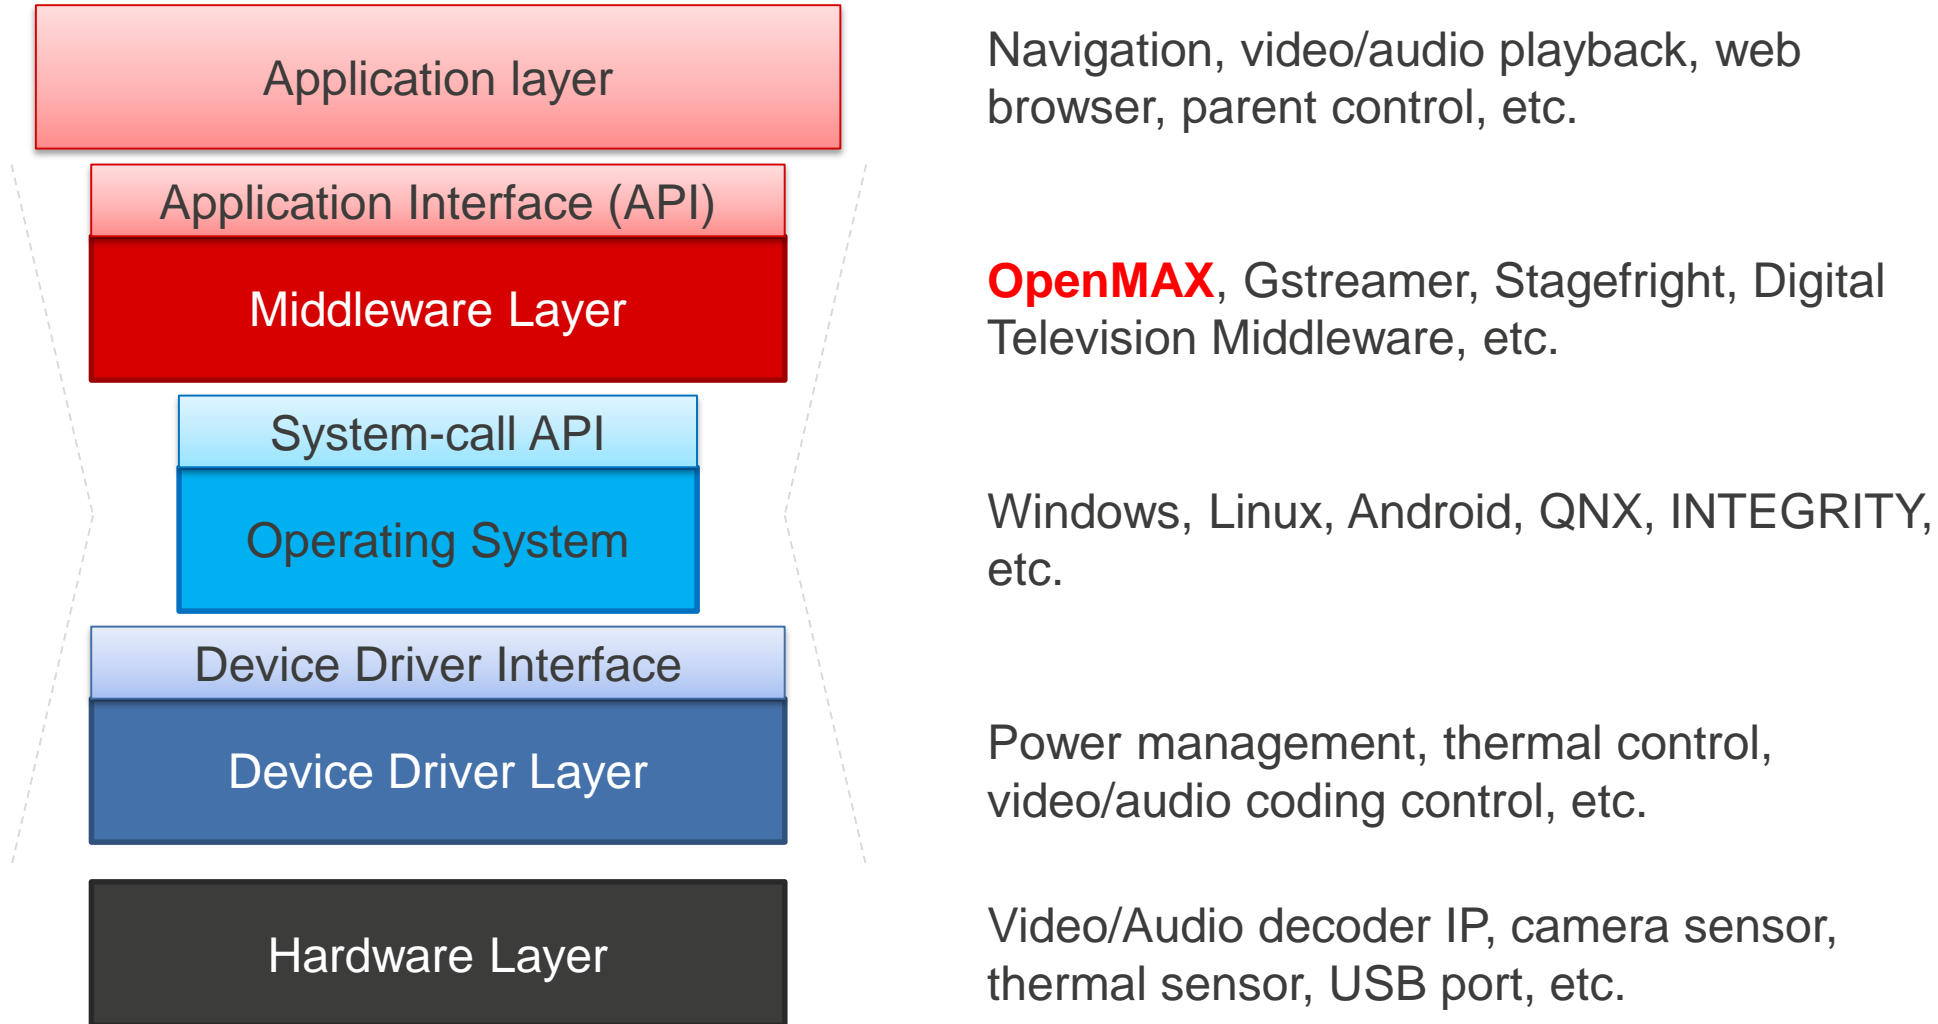 Application layer
Navigation, video/audio playback, web
browser, parent control, etc.
Application Interface (API)
Middleware Layer
OpenMAX, Gstreamer, Stagefright, Digital
Television Middleware, etc.
System-call API
Operating System
Windows, Linux, Android, QNX, INTEGRITY,
etc.
Device Driver Interface
Device Driver Layer
Power management, thermal control,
video/audio coding control, etc.
Hardware Layer
Video/Audio decoder IP, camera sensor,
thermal sensor, USB port, etc.